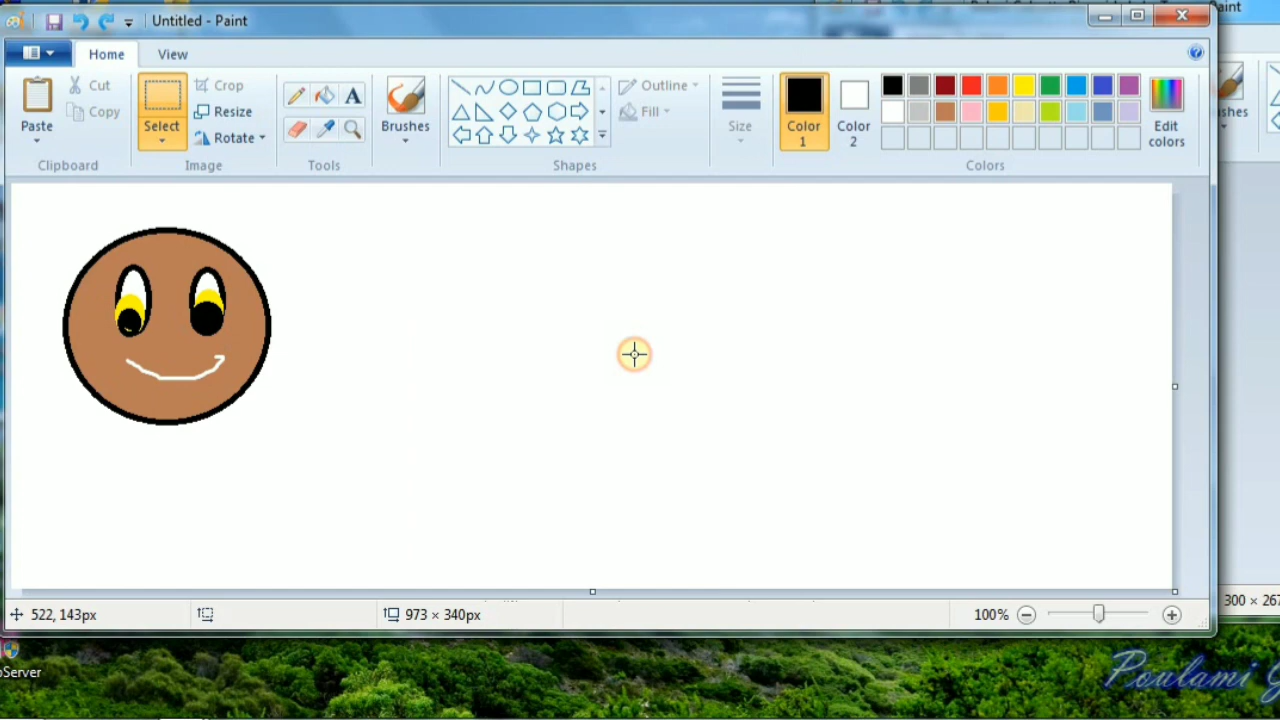 Untitled - Paint
Home View
Paste
Cut
Copy
Clipboard
Select
Crop
Resize
Rotate
Image
A
Tools
Brushes
Shapes
Outline
Fill
Size
Color 1
Color 2
Edit colors
Colors
522, 143px
973 × 340px
100%
Poulami